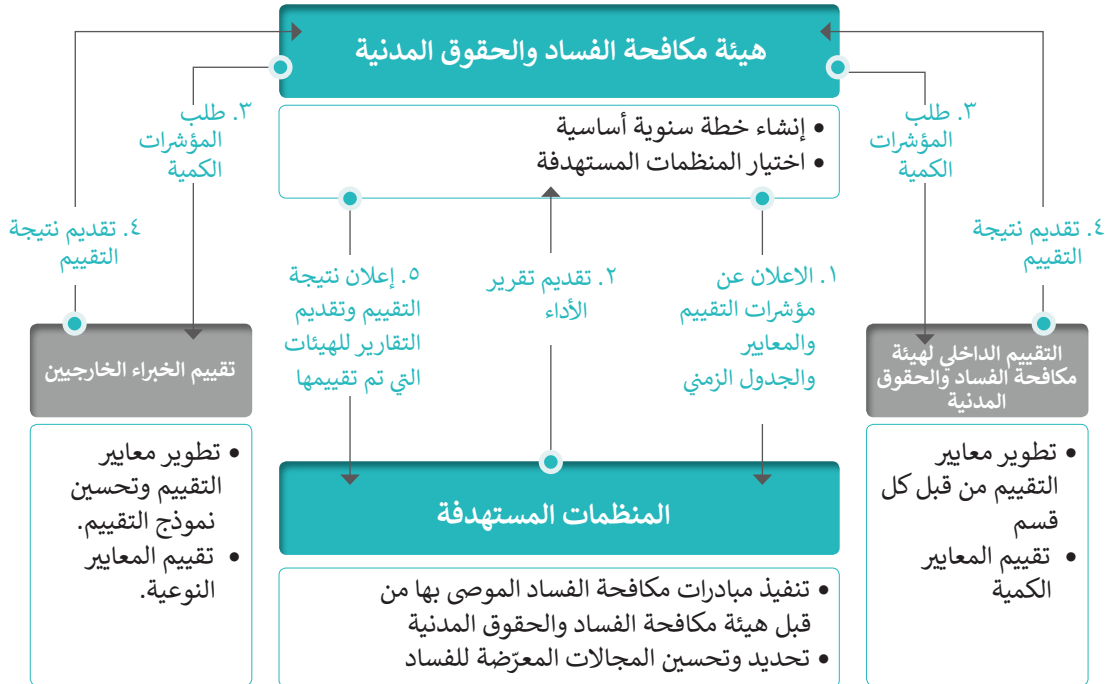 هيئة مكافحة الفساد والحقوق المدنية
• إنشاء خطة سنوية أساسية
• اختيار المنظمات المستهدفة
٣. طلب
المؤشرات
الكمية
٣. طلب
المؤشرات
الكمية
٤. تقديم نتيجة
التقييم
٤. تقديم نتيجة
التقييم
١. الاعلان عن
مؤشرات التقييم
والمعايير
والجدول الزمني
٢. تقديم تقرير
الأداء
٥. إعلان نتيجة
التقييم وتقديم
التقارير للهيئات
التي تم تقييمها
التقييم الداخلي لهيئة
مكافحة الفساد والحقوق
المدنية
• تطوير معايير
التقييم من قبل كل
قسم
• تقييم المعايير
الكمية
تقييم الخبراء الخارجيين
• تطوير معايير
التقييم وتحسين
نموذج التقييم.
• تقييم المعايير
النوعية.
المنظمات المستهدفة
• تنفيذ مبادرات مكافحة الفساد الموصى بها من
قبل هيئة مكافحة الفساد والحقوق المدنية
• تحديد وتحسين المجالات المعرّضة للفساد